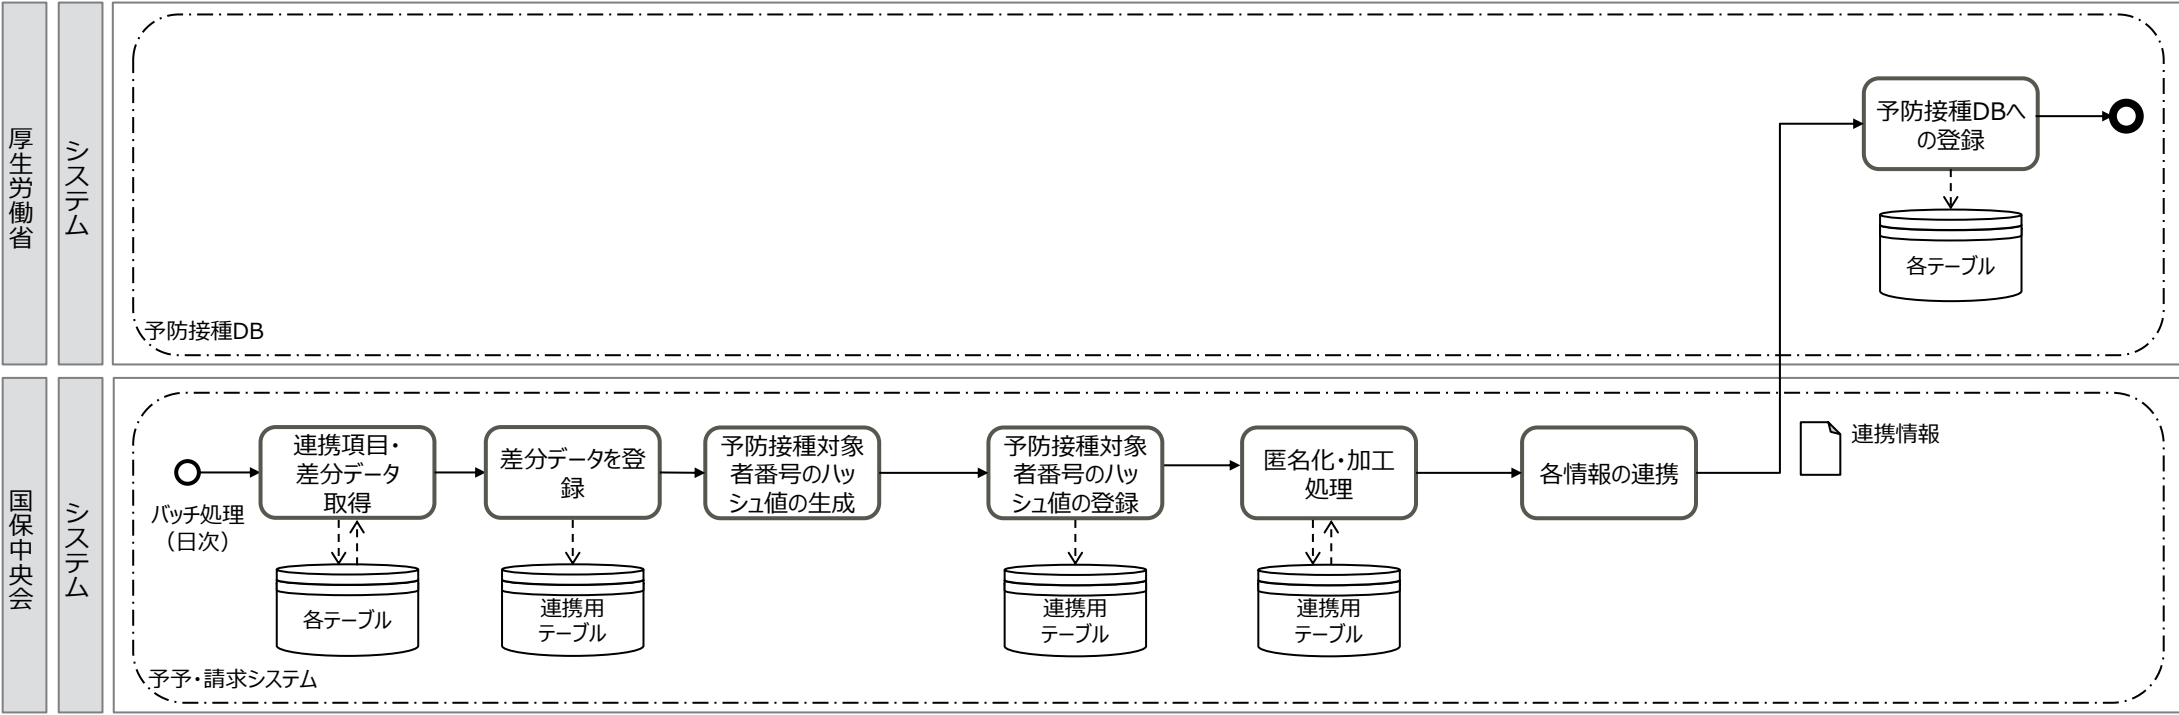 厚生労働省
システム
予防接種DBへ
の登録
各テーブル
予防接種DB
国保中央会
システム
バッチ処理
（日次）
連携項目・
差分データ
取得
各テーブル
差分データを登
録
連携用
テーブル
予防接種対象
者番号のハッ
シュ値の生成
予防接種対象
者番号のハッ
シュ値の登録
連携用
テーブル
匿名化・加工
処理
連携用
テーブル
各情報の連携
連携情報
予予・請求システム